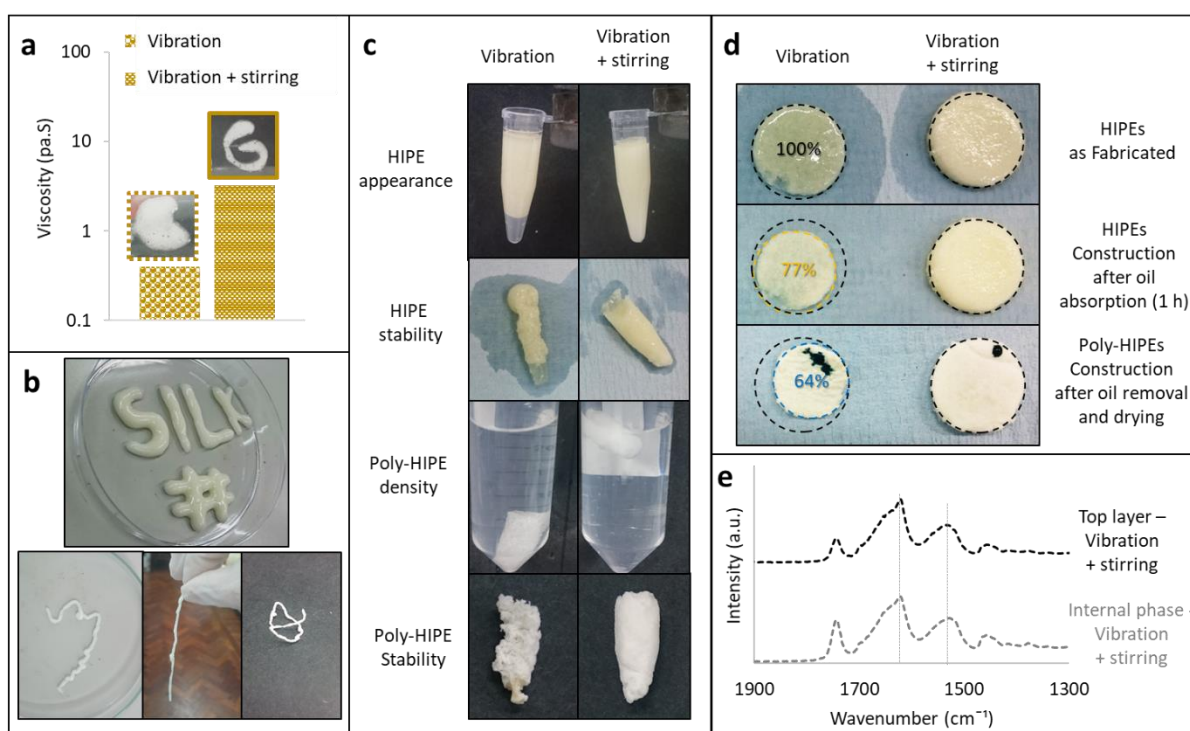 a
Vibration
Vibration + stirring
Viscosity (pa.S)
100
10
1
0.1
G
b
SILK
#
c
Vibration
Vibration
+ stirring
HIPE
appearance
HIPE
stability
Poly-HIPE
density
Poly-HIPE
Stability
d
Vibration
Vibration
+ stirring
100%
HIPEs
as Fabricated
77%
HIPEs
Construction
after oil
absorption (1 h)
64%
Poly-HIPEs
Construction
after oil removal
and drying
e
Intensity (a.u.)
Top layer –
Vibration
+ stirring
Internal phase -
Vibration
+ stirring
1900
1700
1500
1300
Wavenumber (cm⁻¹)